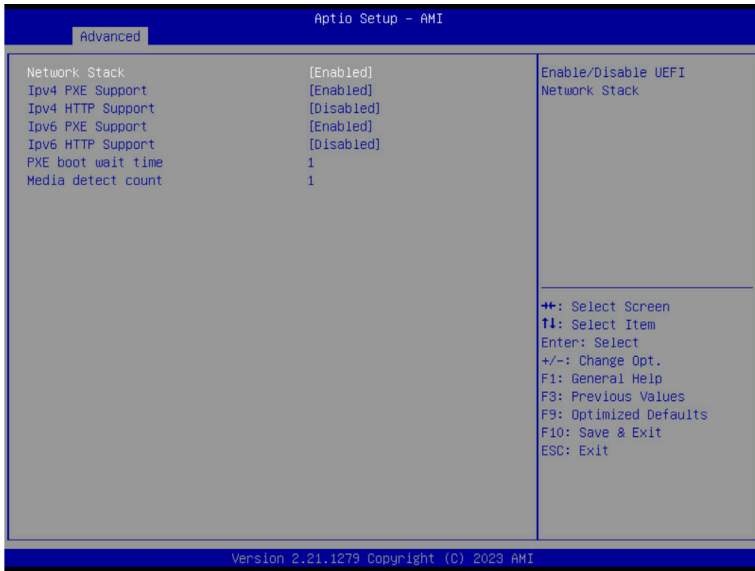 Aptio Setup – AMI
Advanced
Network Stack [Enabled]
Ipv4 PXE Support [Enabled]
Ipv4 HTTP Support [Disabled]
Ipv6 PXE Support [Enabled]
Ipv6 HTTP Support [Disabled]
PXE boot wait time 1
Media detect count 1
Enable/Disable UEFI
Network Stack
→←: Select Screen
↑↓: Select Item
Enter: Select
+/-: Change Opt.
F1: General Help
F3: Previous Values
F9: Optimized Defaults
F10: Save & Exit
ESC: Exit
Version 2.21.1279 Copyright (C) 2023 AMI